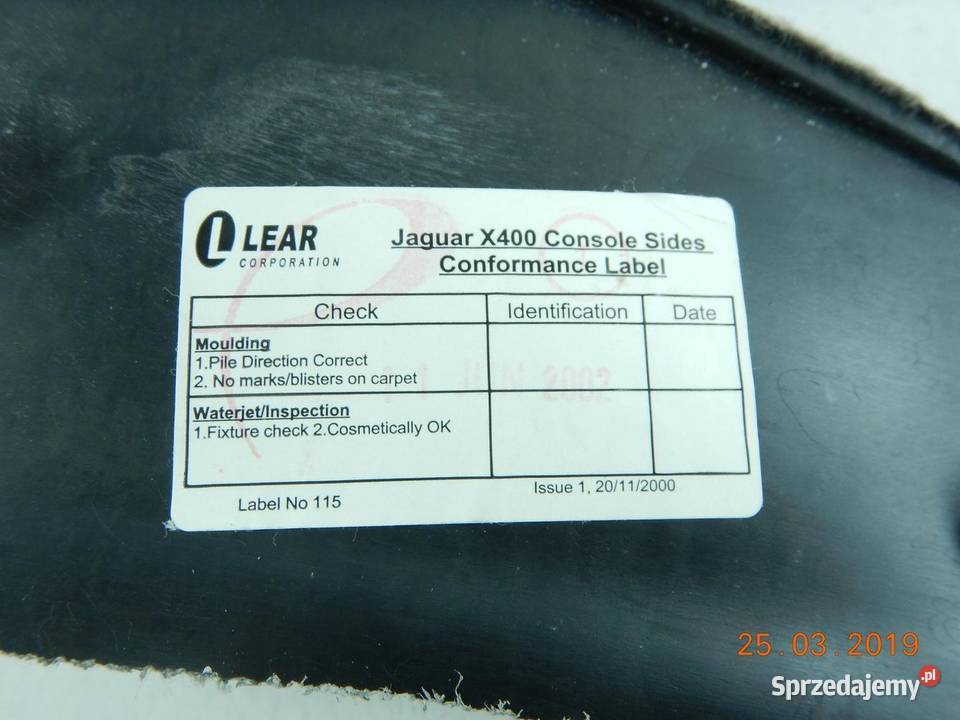 LEAR
CORPORATION
Jaguar X400 Console Sides
Conformance Label
Check Identification Date
Moulding
1.Pile Direction Correct
2. No marks/blisters on carpet
2002
Waterjet/Inspection
1.Fixture check 2.Cosmetically OK
Label No 115
Issue 1, 20/11/2000
25.03.2019
Sprzedajemy.pl